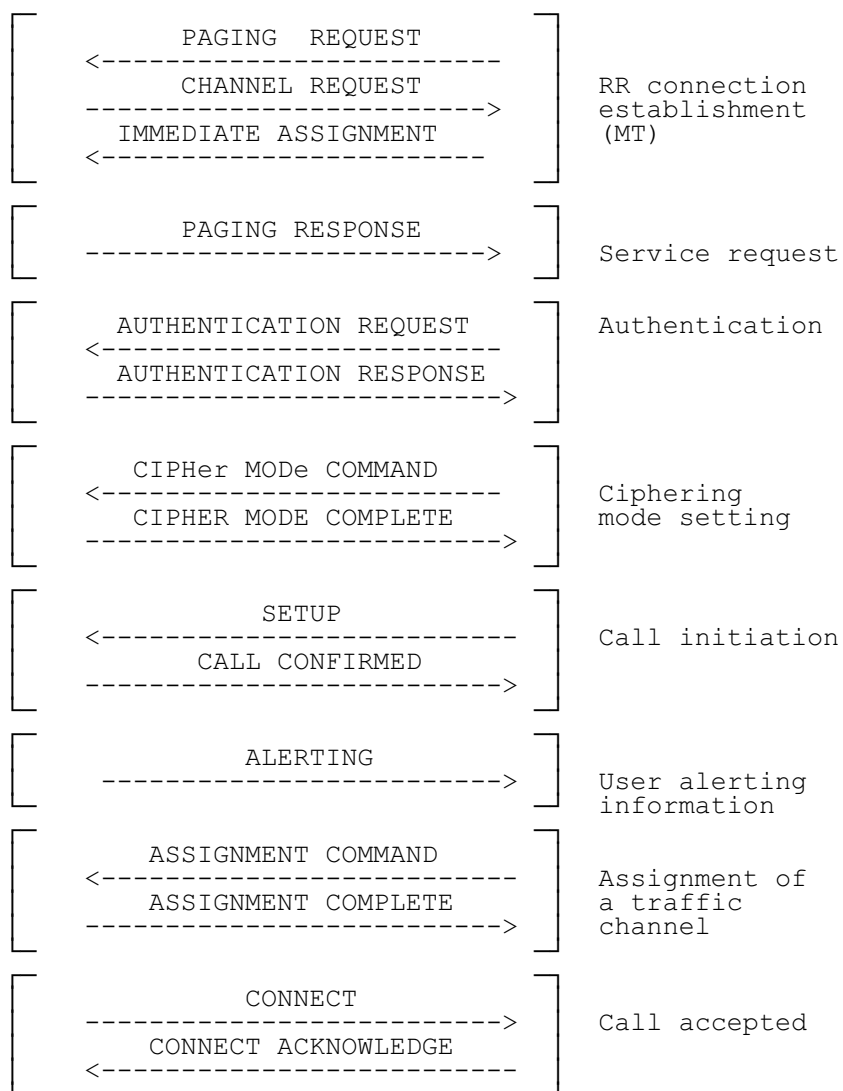 PAGING REQUEST
CHANNEL REQUEST
IMMEDIATE ASSIGNMENT
RR connection
establishment
(MT)
PAGING RESPONSE
Service request
AUTHENTICATION REQUEST
AUTHENTICATION RESPONSE
Authentication
CIPHer MODe COMMAND
CIPHER MODE COMPLETE
Ciphering
mode setting
SETUP
CALL CONFIRMED
Call initiation
ALERTING
User alerting
information
ASSIGNMENT COMMAND
ASSIGNMENT COMPLETE
Assignment of
a traffic
channel
CONNECT
CONNECT ACKNOWLEDGE
Call accepted